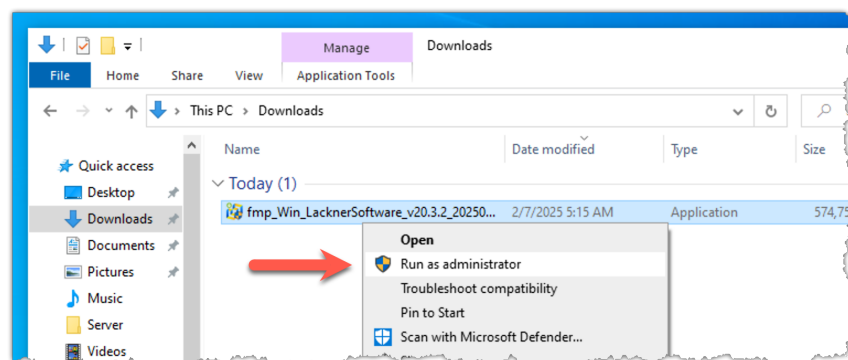 Manage
Downloads
File
Home
Share
View
Application Tools
This PC > Downloads
Name
Date modified
Type
Size
Quick access
Today (1)
Desktop
fmp_Win_LacknerSoftware_v20.3.2_20250...
2/7/2025 5:15 AM
Application
574,75
Downloads
Open
Documents
Run as administrator
Pictures
Troubleshoot compatibility
Music
Pin to Start
Server
Scan with Microsoft Defender...
Videos